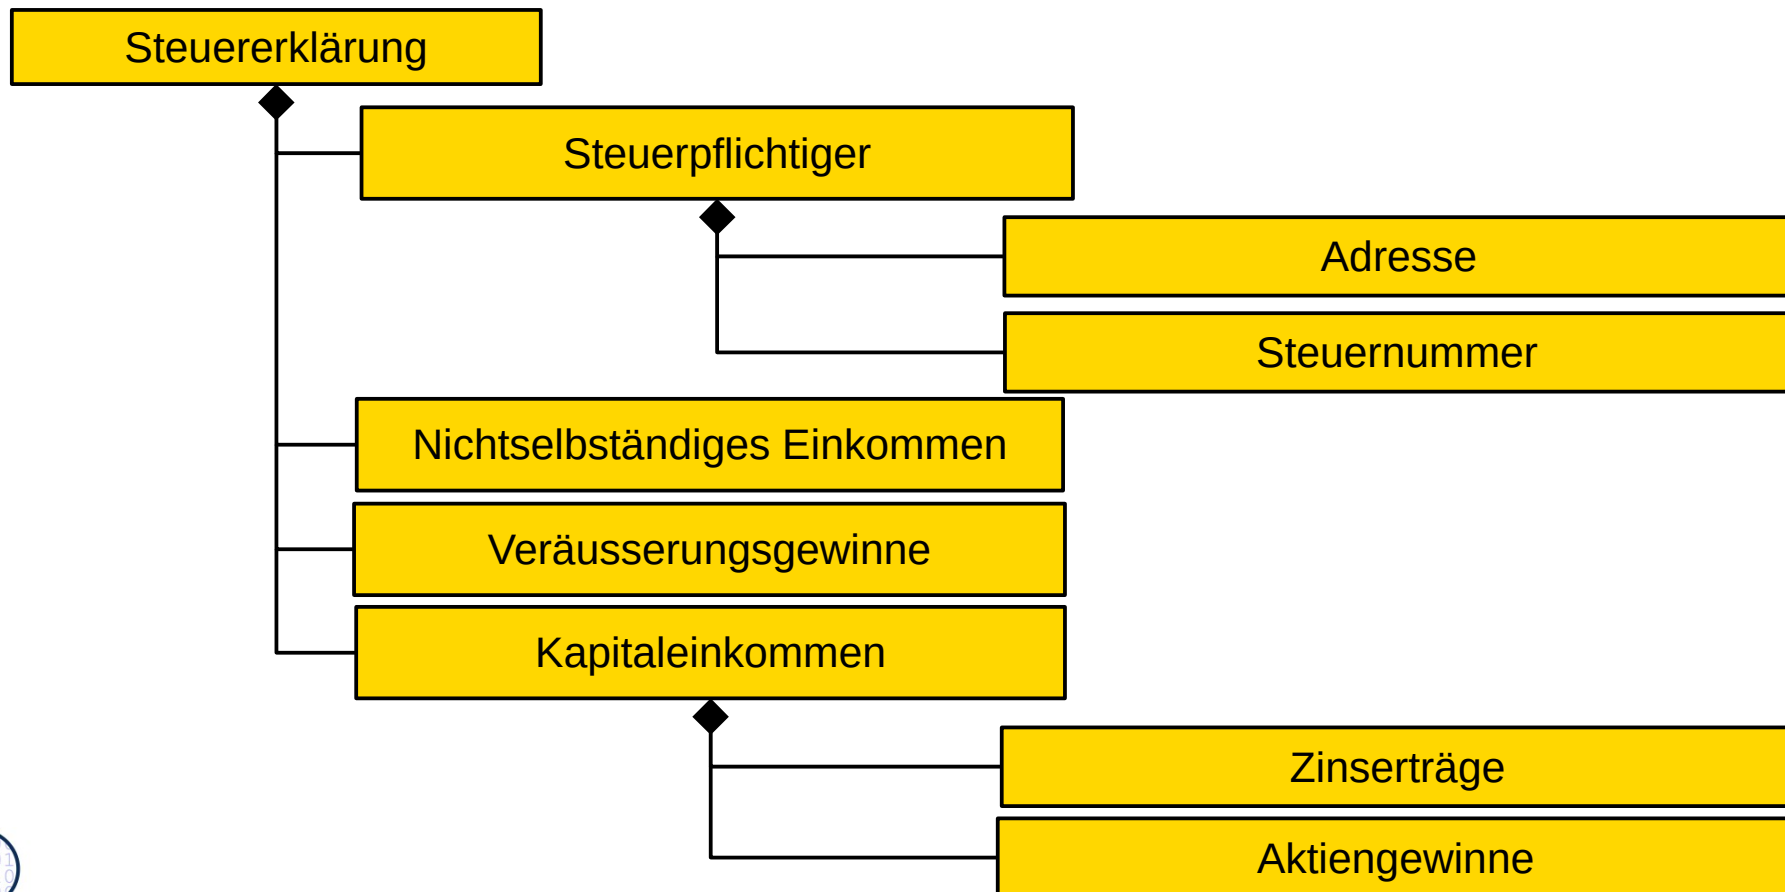 Steuererklärung
Steuerpflichtiger
Adresse
Steuernummer
Nichtselbständiges Einkommen
Veräusserungsgewinne
Kapitaleinkommen
Zinserträge
Aktiengewinne